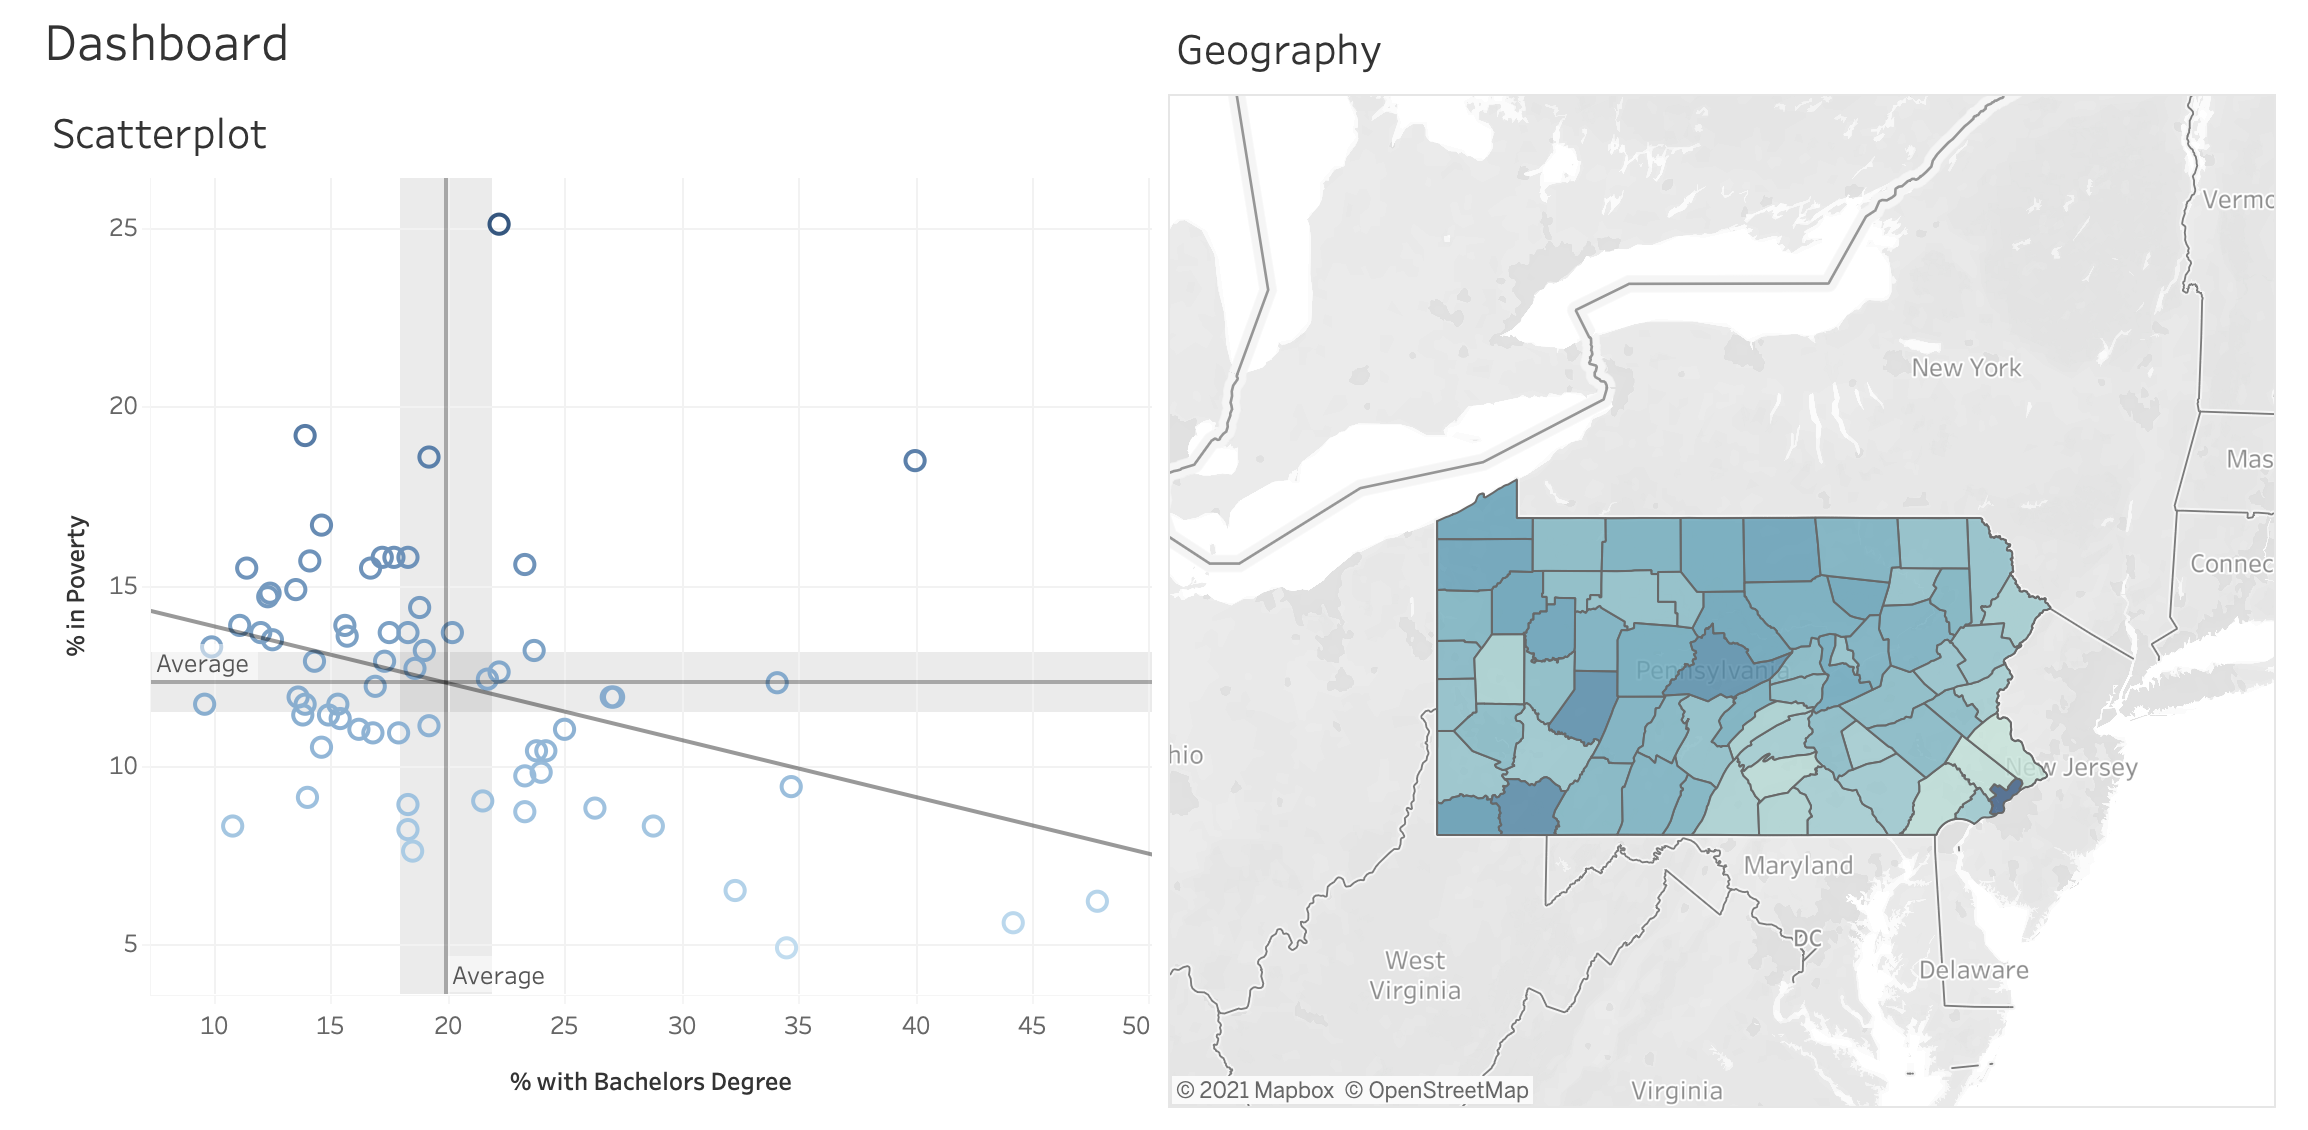 Dashboard
Scatterplot
% in Poverty
25
20
15
10
5
Average
Average
10 15 20 25 30 35 40 45 50
% with Bachelors Degree
Geography
Vermo
New York
Mas
Connec
Pennsylvania
hio
New Jersey
Maryland
DC
West
Virginia
Delaware
Virginia
© 2021 Mapbox © OpenStreetMap